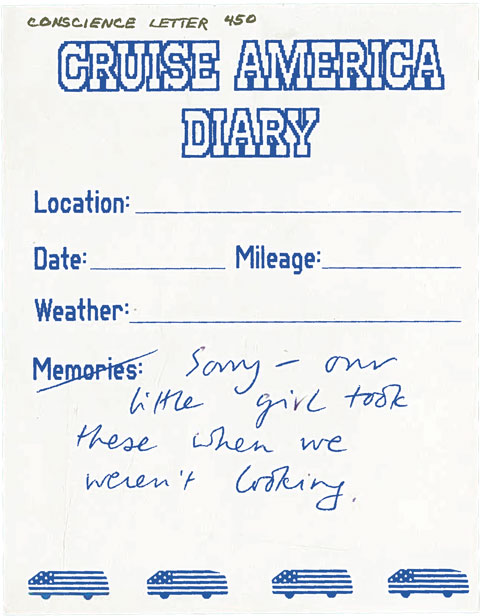 CONSCIENCE LETTER 450
CRUISE AMERICA
DIARY
Location:
Date: Mileage:
Weather:
Memories: Sorry – our
little girl took
these when we
weren't looking.